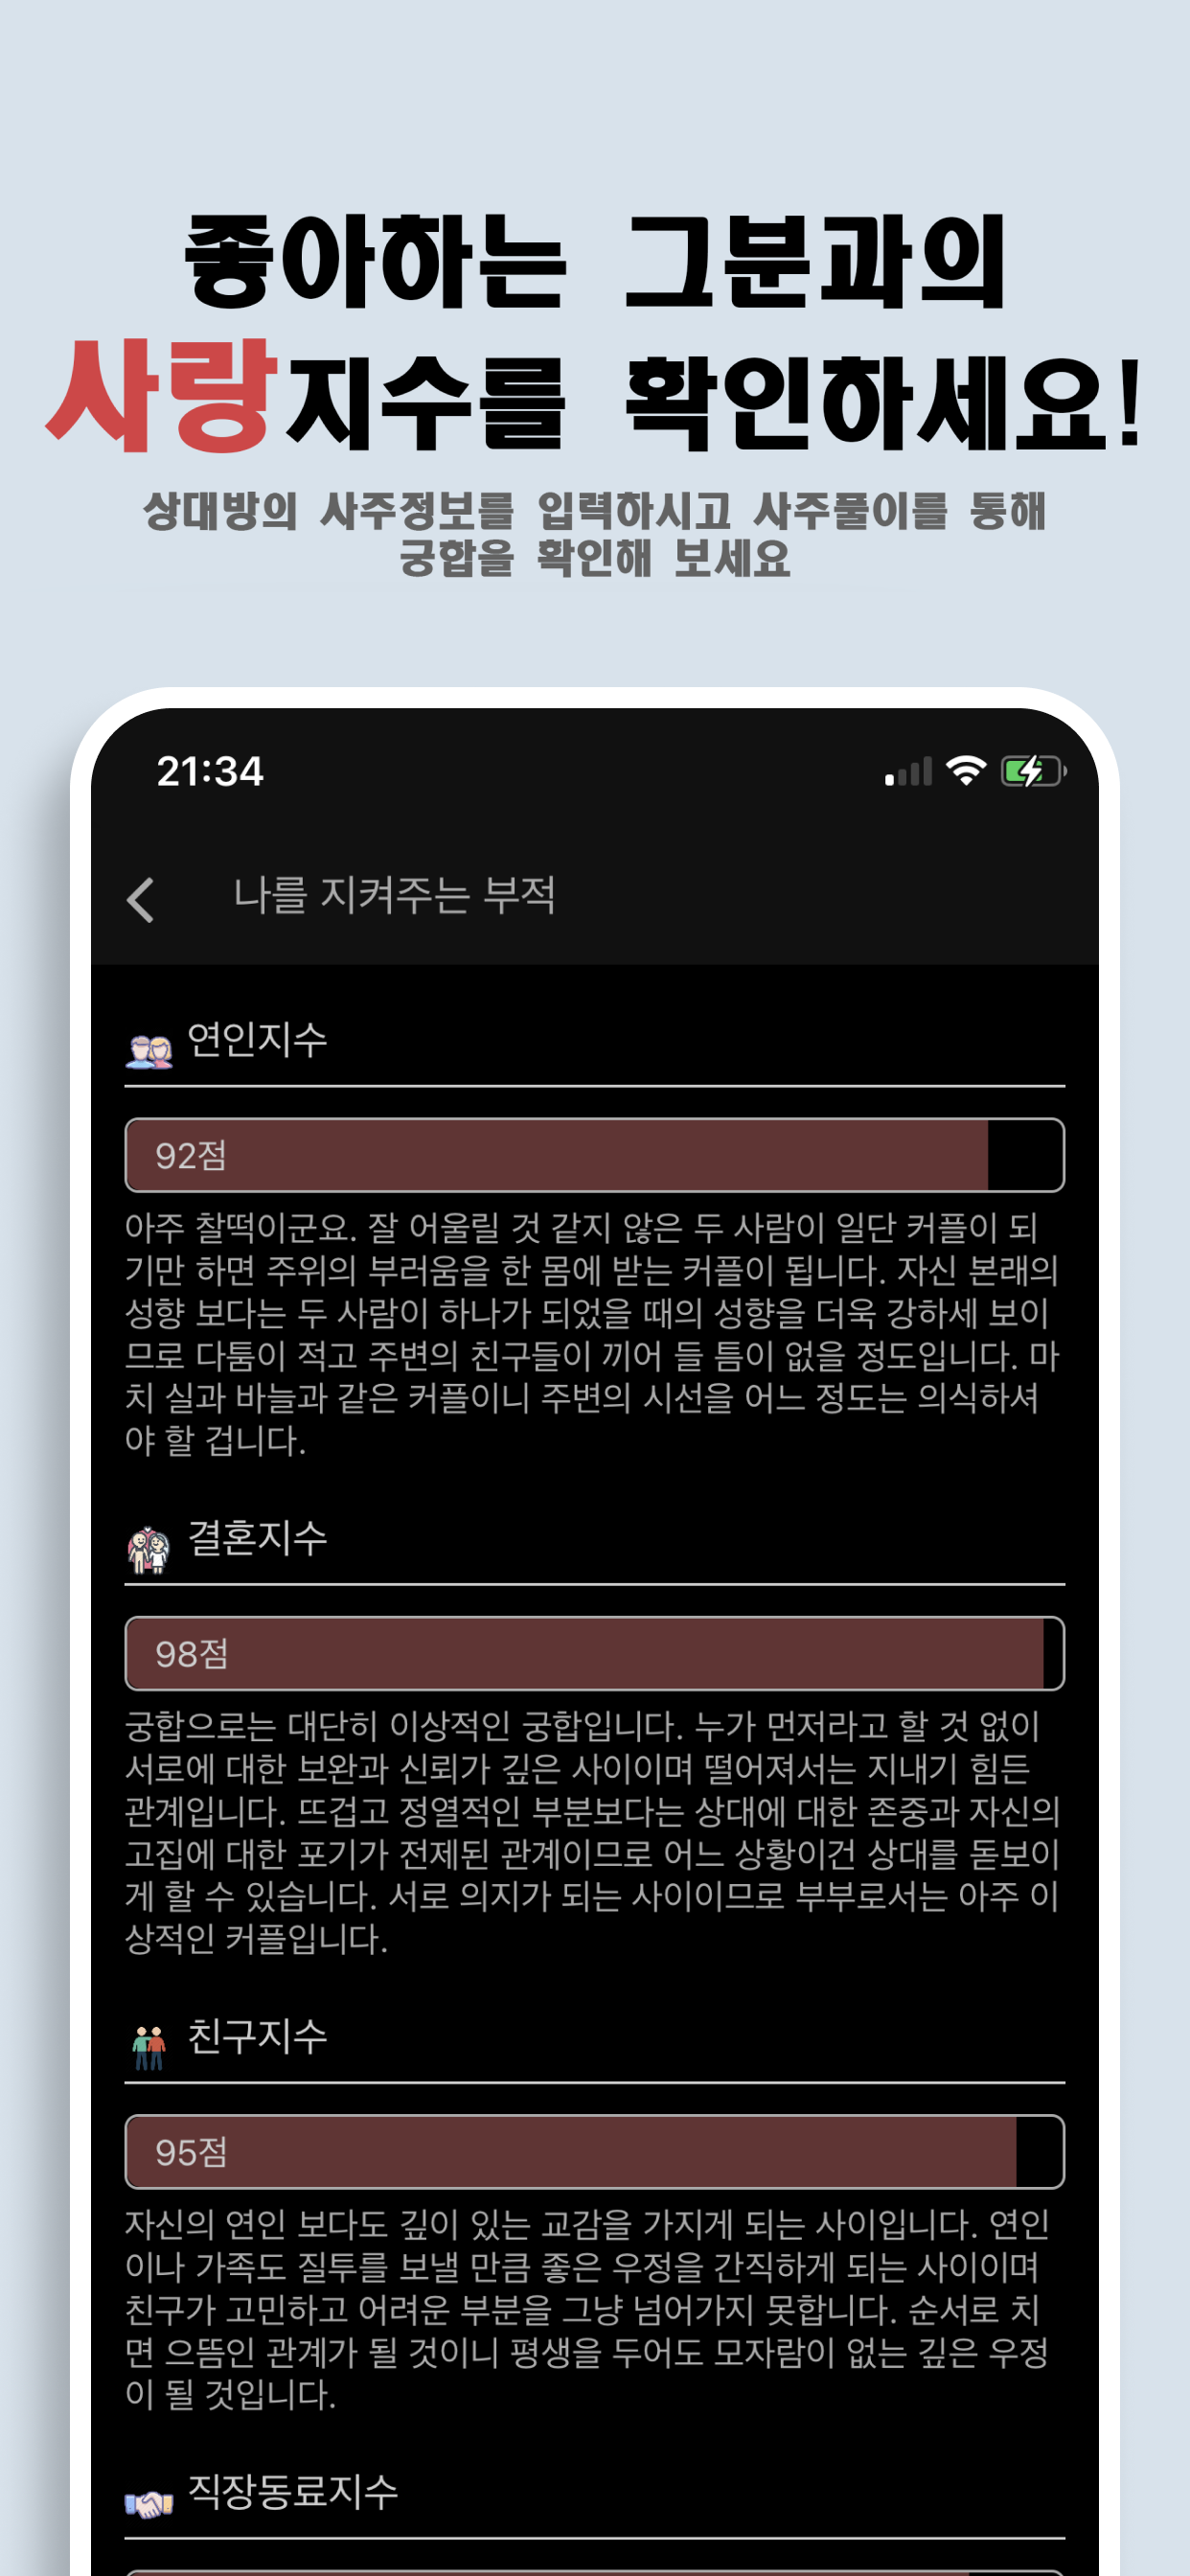 좋아하는 그분과의
사랑지수를 확인하세요!
상대방의 사주정보를 입력하시고 사주풀이를 통해
궁합을 확인해 보세요
21:34
나를 지켜주는 부적
연인지수
92점
아주 찰떡이군요. 잘 어울릴 것 같지 않은 두 사람이 일단 커플이 되
기만 하면 주위의 부러움을 한 몸에 받는 커플이 됩니다. 자신 본래의
성향 보다는 두 사람이 하나가 되었을 때의 성향을 더욱 강하세 보이
므로 다툼이 적고 주변의 친구들이 끼어 들 틈이 없을 정도입니다. 마
치 실과 바늘과 같은 커플이니 주변의 시선을 어느 정도는 의식하셔
야 할 겁니다.
결혼지수
98점
궁합으로는 대단히 이상적인 궁합입니다. 누가 먼저라고 할 것 없이
서로에 대한 보완과 신뢰가 깊은 사이이며 떨어져서는 지내기 힘든
관계입니다. 뜨겁고 정열적인 부분보다는 상대에 대한 존중과 자신의
고집에 대한 포기가 전제된 관계이므로 어느 상황이건 상대를 돋보이
게 할 수 있습니다. 서로 의지가 되는 사이이므로 부부로서는 아주 이
상적인 커플입니다.
친구지수
95점
자신의 연인 보다도 깊이 있는 교감을 가지게 되는 사이입니다. 연인
이나 가족도 질투를 보낼 만큼 좋은 우정을 간직하게 되는 사이이며
친구가 고민하고 어려운 부분을 그냥 넘어가지 못합니다. 순서로 치
면 으뜸인 관계가 될 것이니 평생을 두어도 모자람이 없는 깊은 우정
이 될 것입니다.
직장동료지수